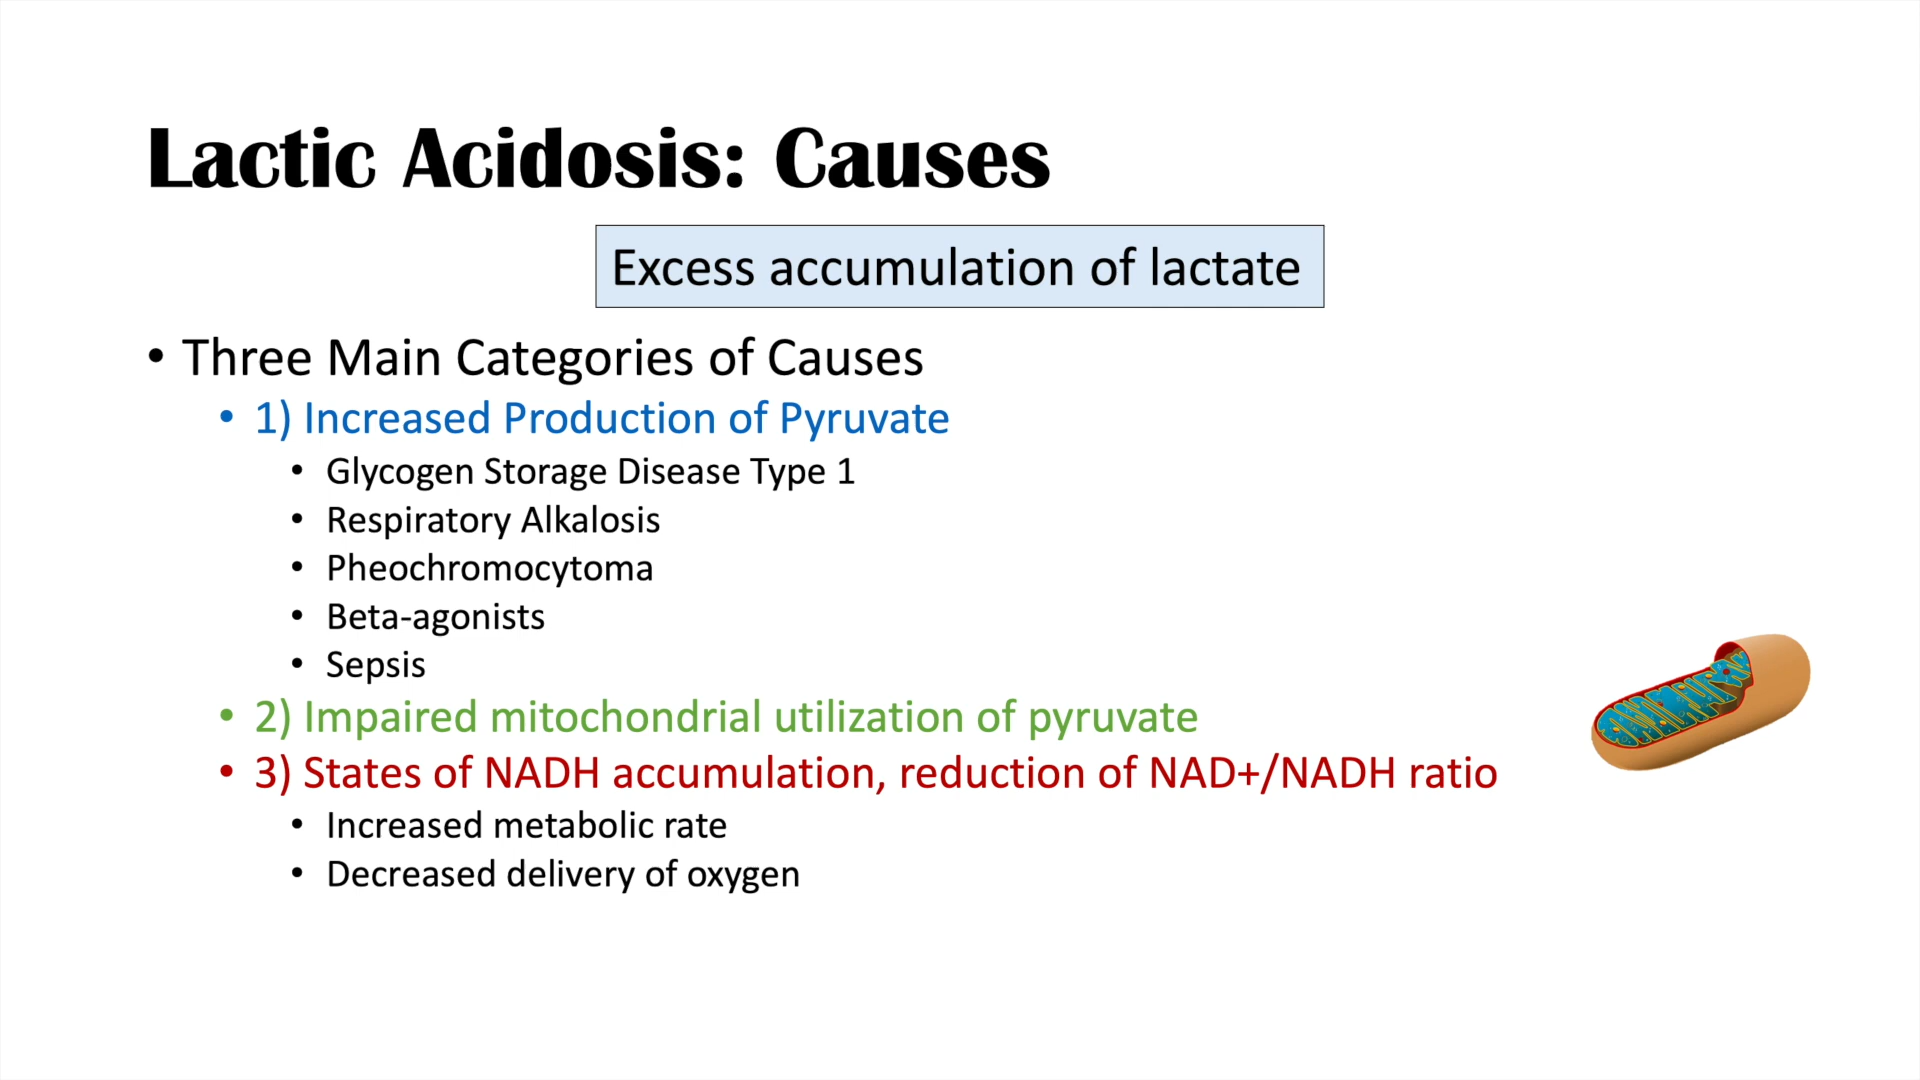 Lactic Acidosis: Causes
Excess accumulation of lactate
• Three Main Categories of Causes
• 1) Increased Production of Pyruvate
• Glycogen Storage Disease Type 1
• Respiratory Alkalosis
• Pheochromocytoma
• Beta-agonists
• Sepsis
• 2) Impaired mitochondrial utilization of pyruvate
• 3) States of NADH accumulation, reduction of NAD+/NADH ratio
• Increased metabolic rate
• Decreased delivery of oxygen